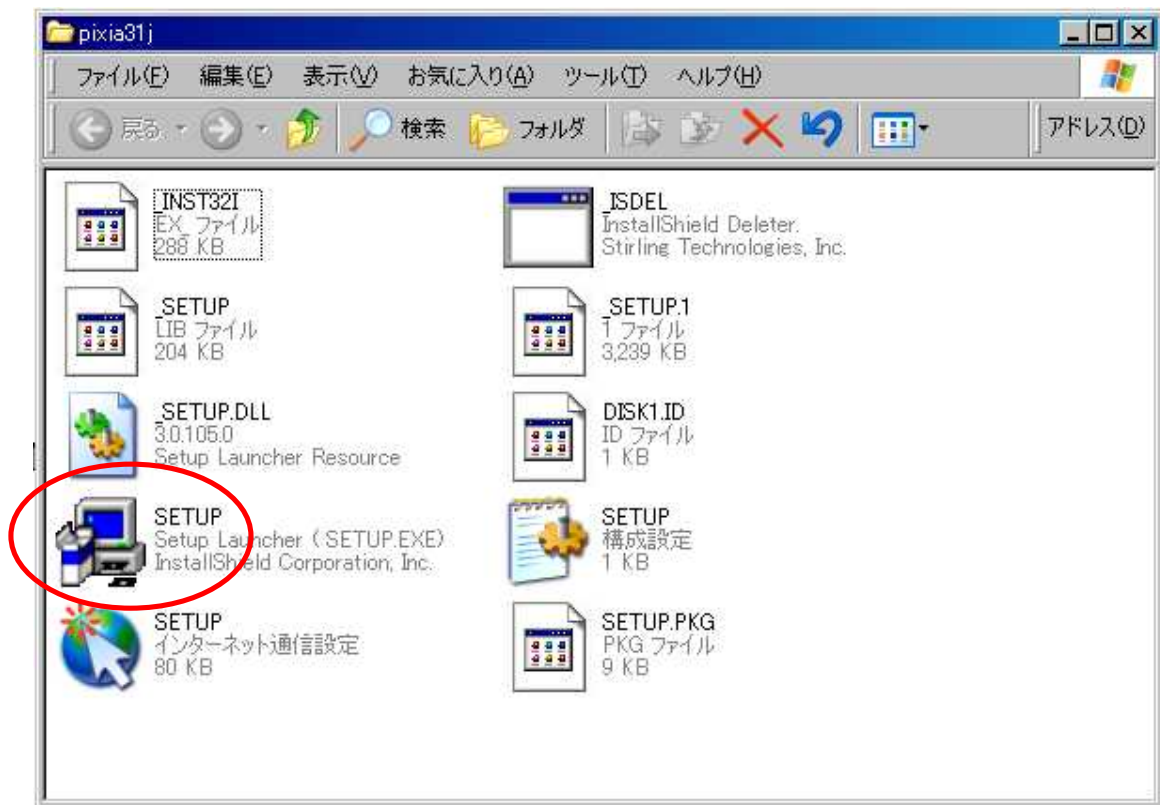 pixia31j
ファイル(F) 編集(E) 表示(V) お気に入り(A) ツール(T) ヘルプ(H)
戻る 検索 フォルダ アドレス(D)
_INST32I
EX_ ファイル
288 KB
_ISDEL
InstallShield Deleter.
Stirling Technologies, Inc.
_SETUP
LIB ファイル
204 KB
_SETUP.1
1 ファイル
3,239 KB
_SETUP.DLL
3.0.105.0
Setup Launcher Resource
DISK1.ID
ID ファイル
1 KB
SETUP
Setup Launcher ( SETUP.EXE)
InstallShield Corporation, Inc.
SETUP
構成設定
1 KB
SETUP
インターネット通信設定
80 KB
SETUP.PKG
PKG ファイル
9 KB